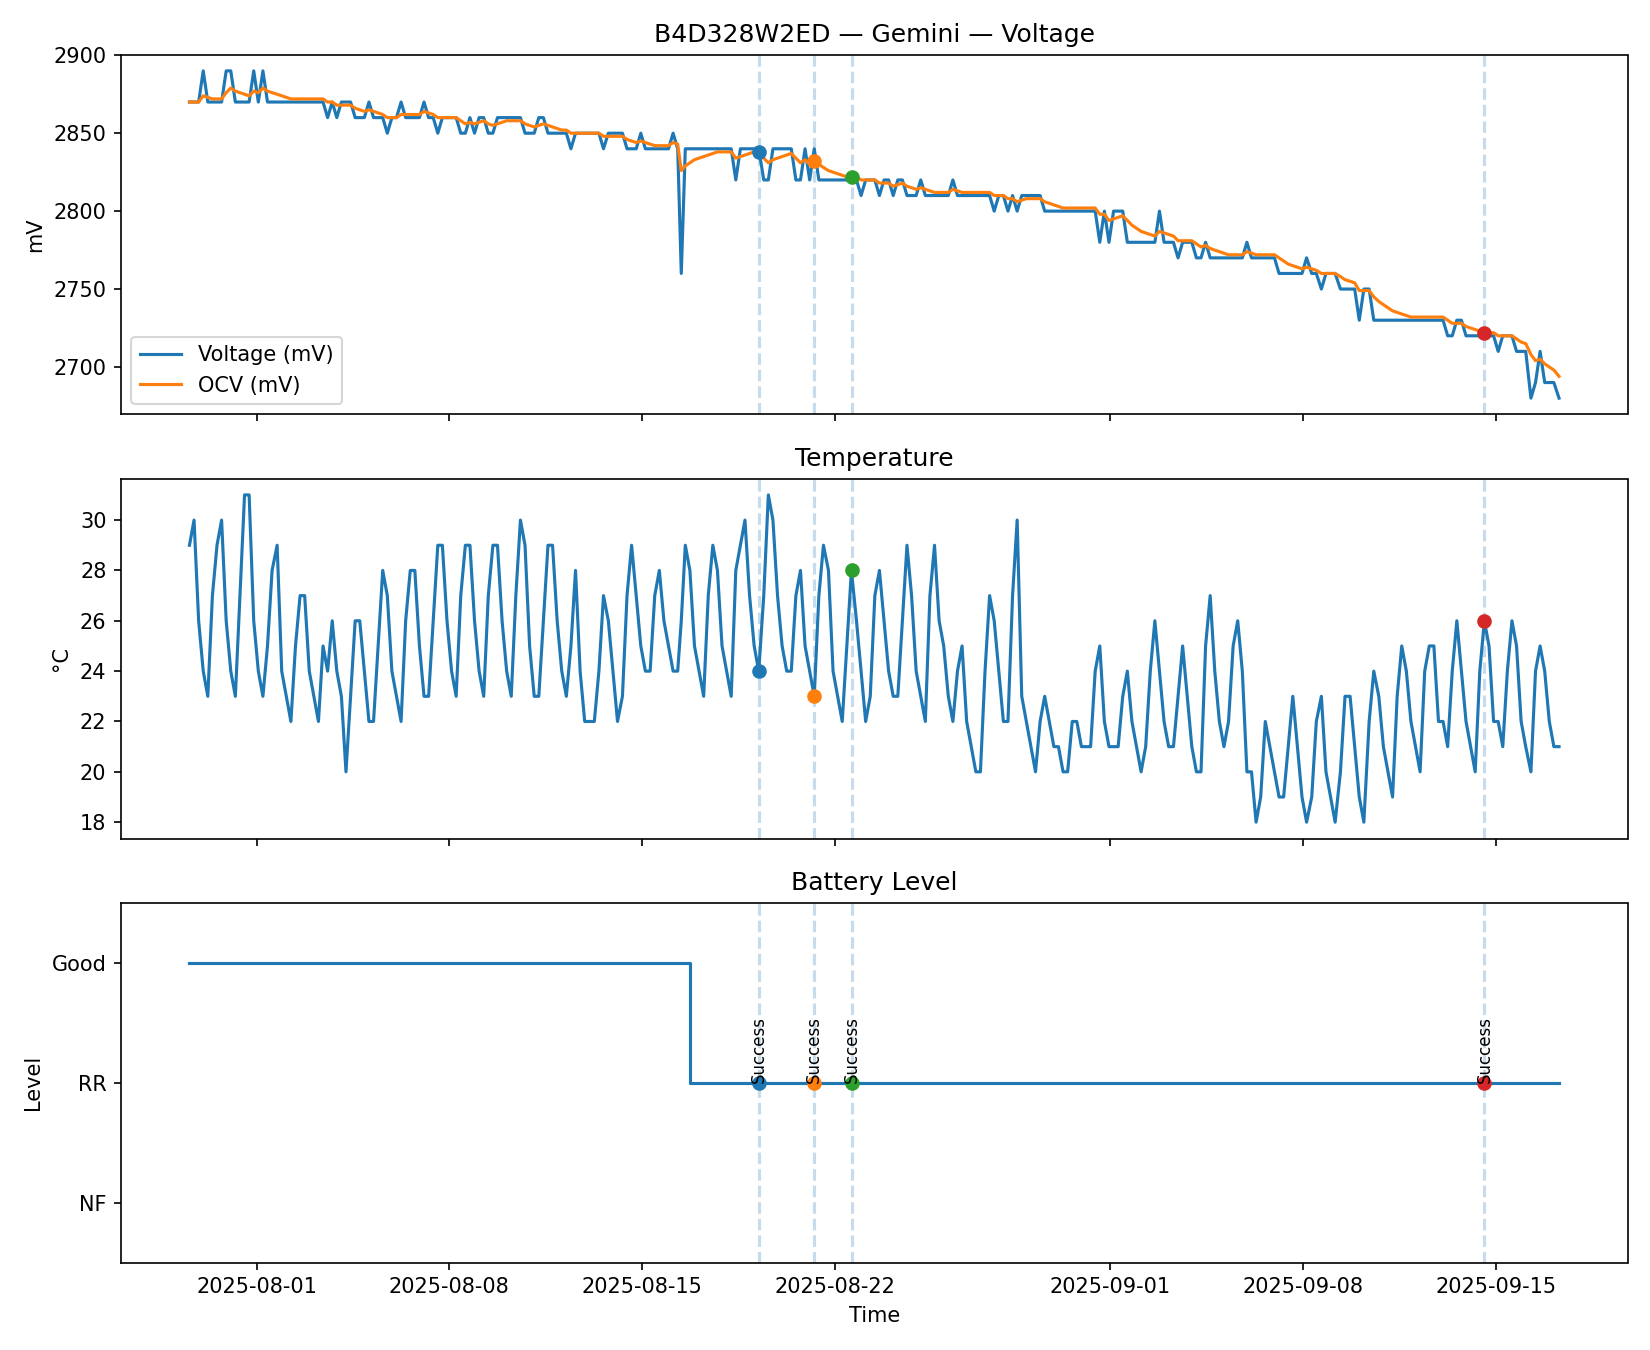 B4D328W2ED — Gemini — Voltage
2900
2850
2800
2750
2700
mV
Voltage (mV)
OCV (mV)
Temperature
30
28
26
24
22
20
18
°C
Battery Level
Good
RR
NF
Level
Success
Success
Success
Success
2025-08-01
2025-08-08
2025-08-15
2025-08-22
2025-09-01
2025-09-08
2025-09-15
Time